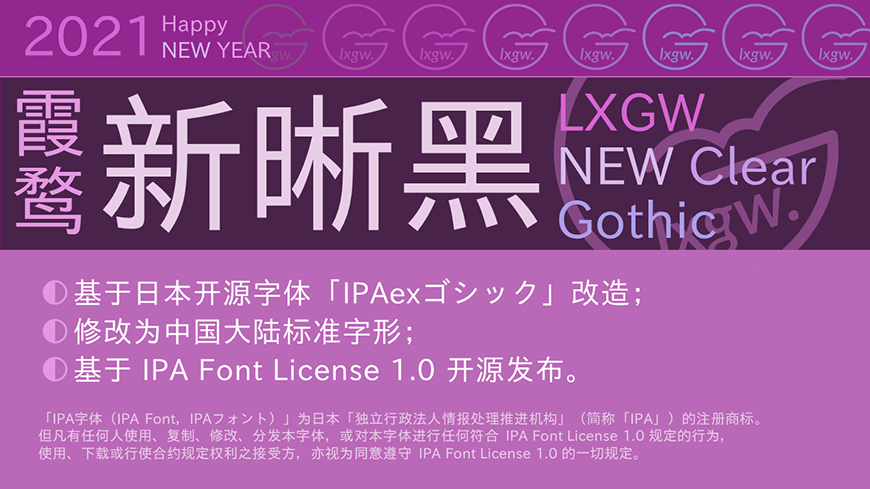 2021
Happy
NEW YEAR
lxgw.
lxgw.
lxgw.
lxgw.
lxgw.
lxgw.
lxgw.
lxgw.
霞鹜
新晰黑
LXGW
NEW Clear
Gothic
lxgw.
基于日本开源字体「IPAexゴシック」改造；
修改为中国大陆标准字形；
基于 IPA Font License 1.0 开源发布。
「IPA字体（IPA Font，IPAフォント）」为日本「独立行政法人情报处理推进机构」（简称「IPA」）的注册商标。
但凡有任何人使用、复制、修改、分发本字体，或对本字体进行任何符合 IPA Font License 1.0 规定的行为，
使用、下载或行使合约规定权利之接受方，亦视为同意遵守 IPA Font License 1.0 的一切规定。